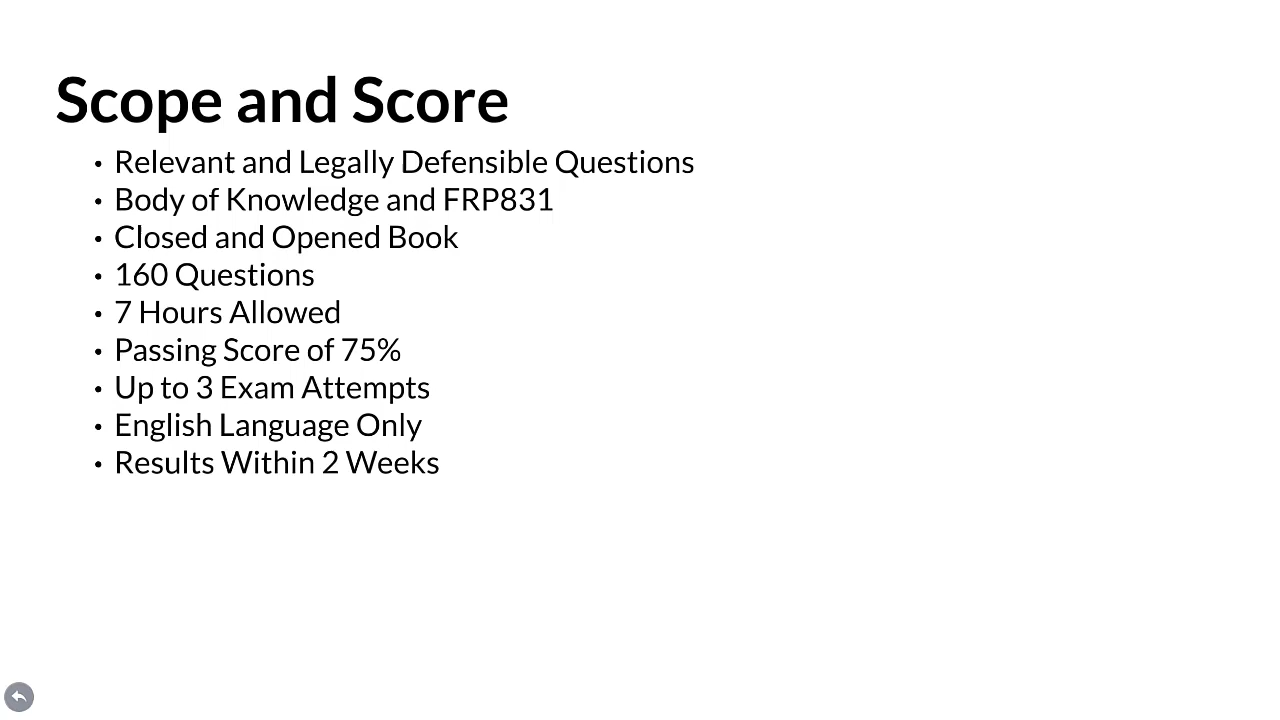 Scope and Score
• Relevant and Legally Defensible Questions
• Body of Knowledge and FRP831
• Closed and Opened Book
• 160 Questions
• 7 Hours Allowed
• Passing Score of 75%
• Up to 3 Exam Attempts
• English Language Only
• Results Within 2 Weeks